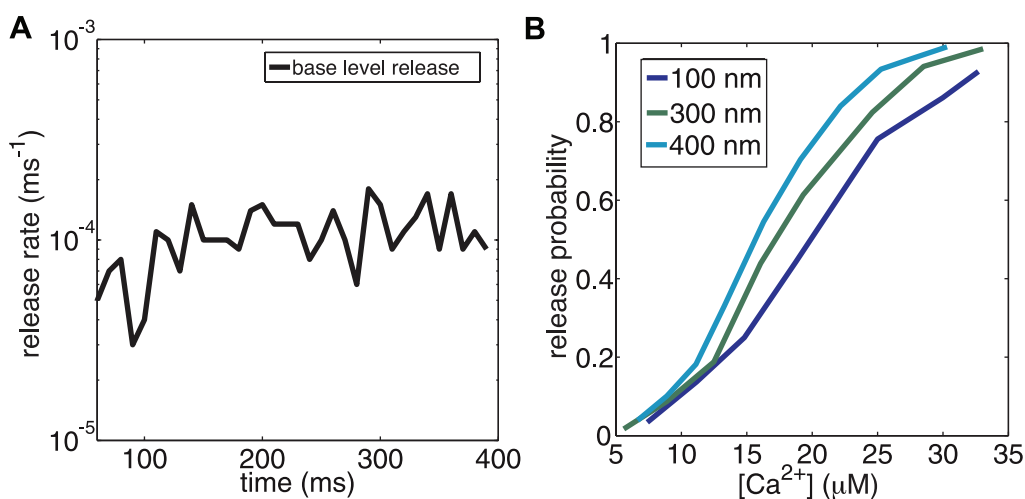 A
release rate (ms-1)
10-3
10-4
10-5
base level release
100 200 300 400
time (ms)
B
release probability
1
0.8
0.6
0.4
0.2
0
100 nm
300 nm
400 nm
5 10 15 20 25 30 35
[Ca2+] (μM)